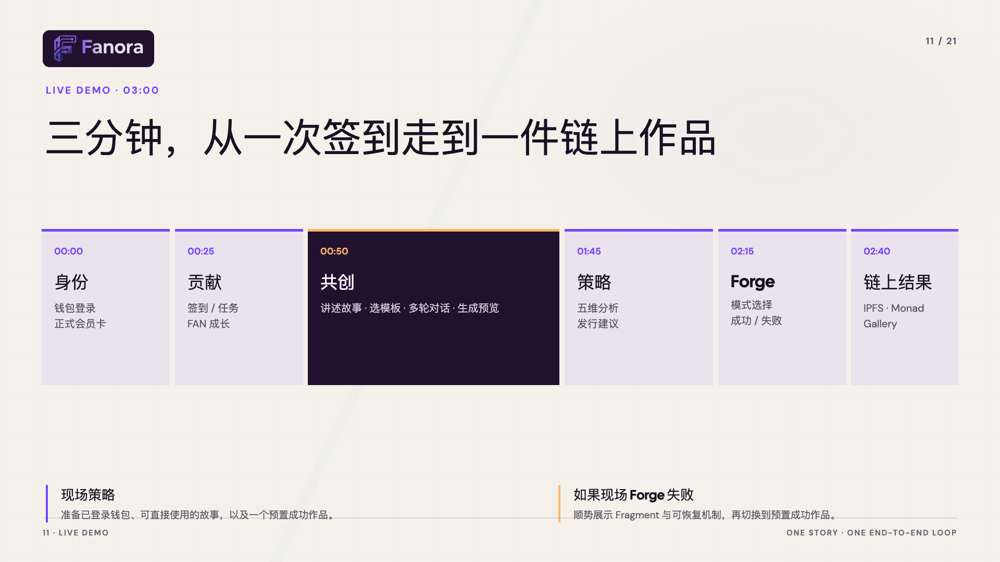 Fanora
11 / 21
LIVE DEMO · 03:00
三分钟，从一次签到走到一件链上作品
00:00
身份
钱包登录
正式会员卡
00:25
贡献
签到 / 任务
FAN 成长
00:50
共创
讲述故事 · 选模板 · 多轮对话 · 生成预览
01:45
策略
五维分析
发行建议
02:15
Forge
模式选择
成功 / 失败
02:40
链上结果
IPFS · Monad
Gallery
现场策略
准备已登录钱包、可直接使用的故事，以及一个预置成功作品。
如果现场 Forge 失败
顺势展示 Fragment 与可恢复机制，再切换到预置成功作品。
11 · LIVE DEMO
ONE STORY · ONE END-TO-END LOOP